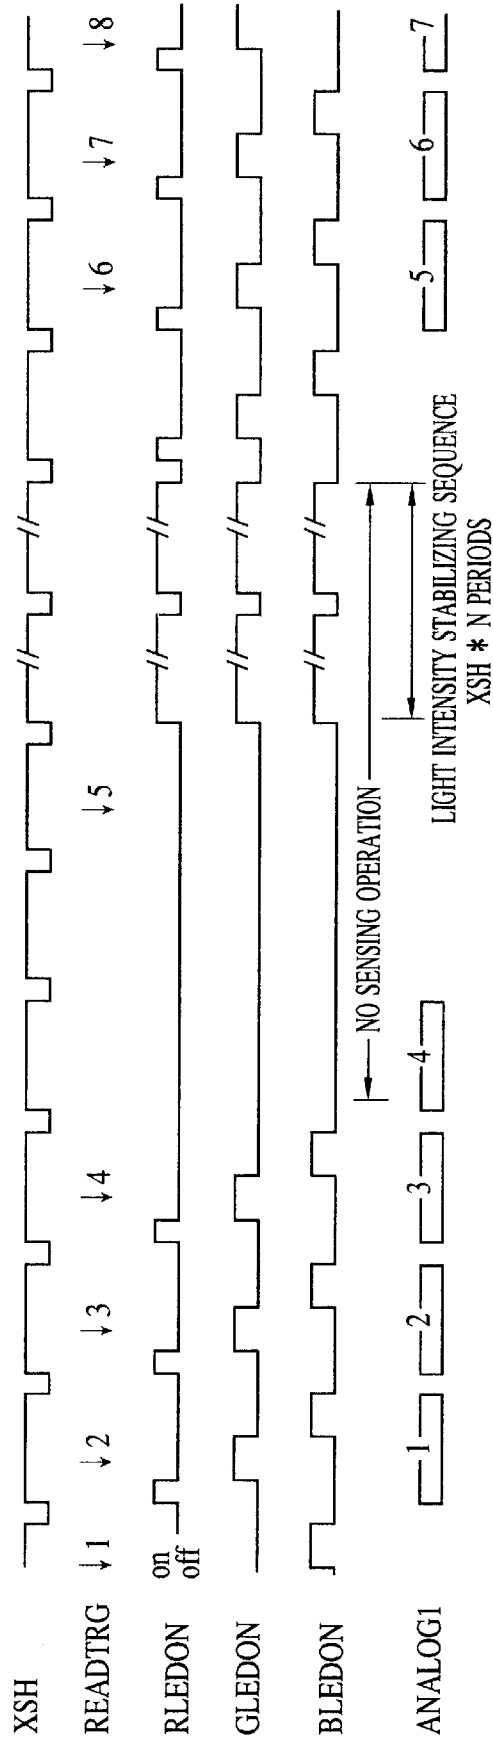 XSH
READTRG ↓1 ↓2 ↓3 ↓4 ↓5 ↓6 ↓7 ↓8
RLEDON on
off
GLEDON
BLEDON
NO SENSING OPERATION
ANALOG1 1 2 3 4 5 6 7
LIGHT INTENSITY STABILIZING SEQUENCE
XSH * N PERIODS